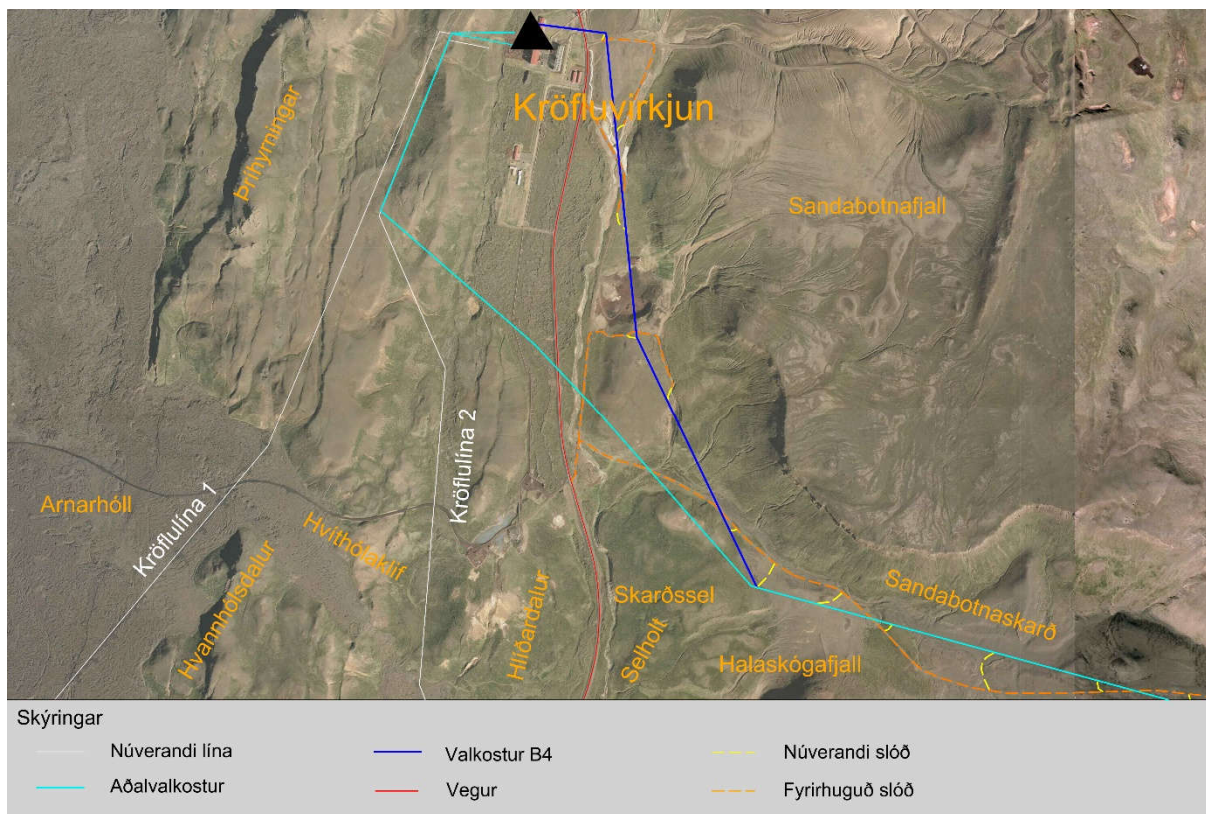 Kröfluvirkjun
Þríhyrningar
Sandabotnafjall
Kröflulína 2
Arnarhóll
Kröflulína 1
Hvíthólaklif
Hvannhólsdalur
Hlíðardalur
Skarðssel
Selholt
Sandabotnaskarð
Halaskógafjall
Skýringar
Núverandi lína
Valkostur B4
Núverandi slóð
Aðalvalkostur
Vegur
Fyrirhuguð slóð